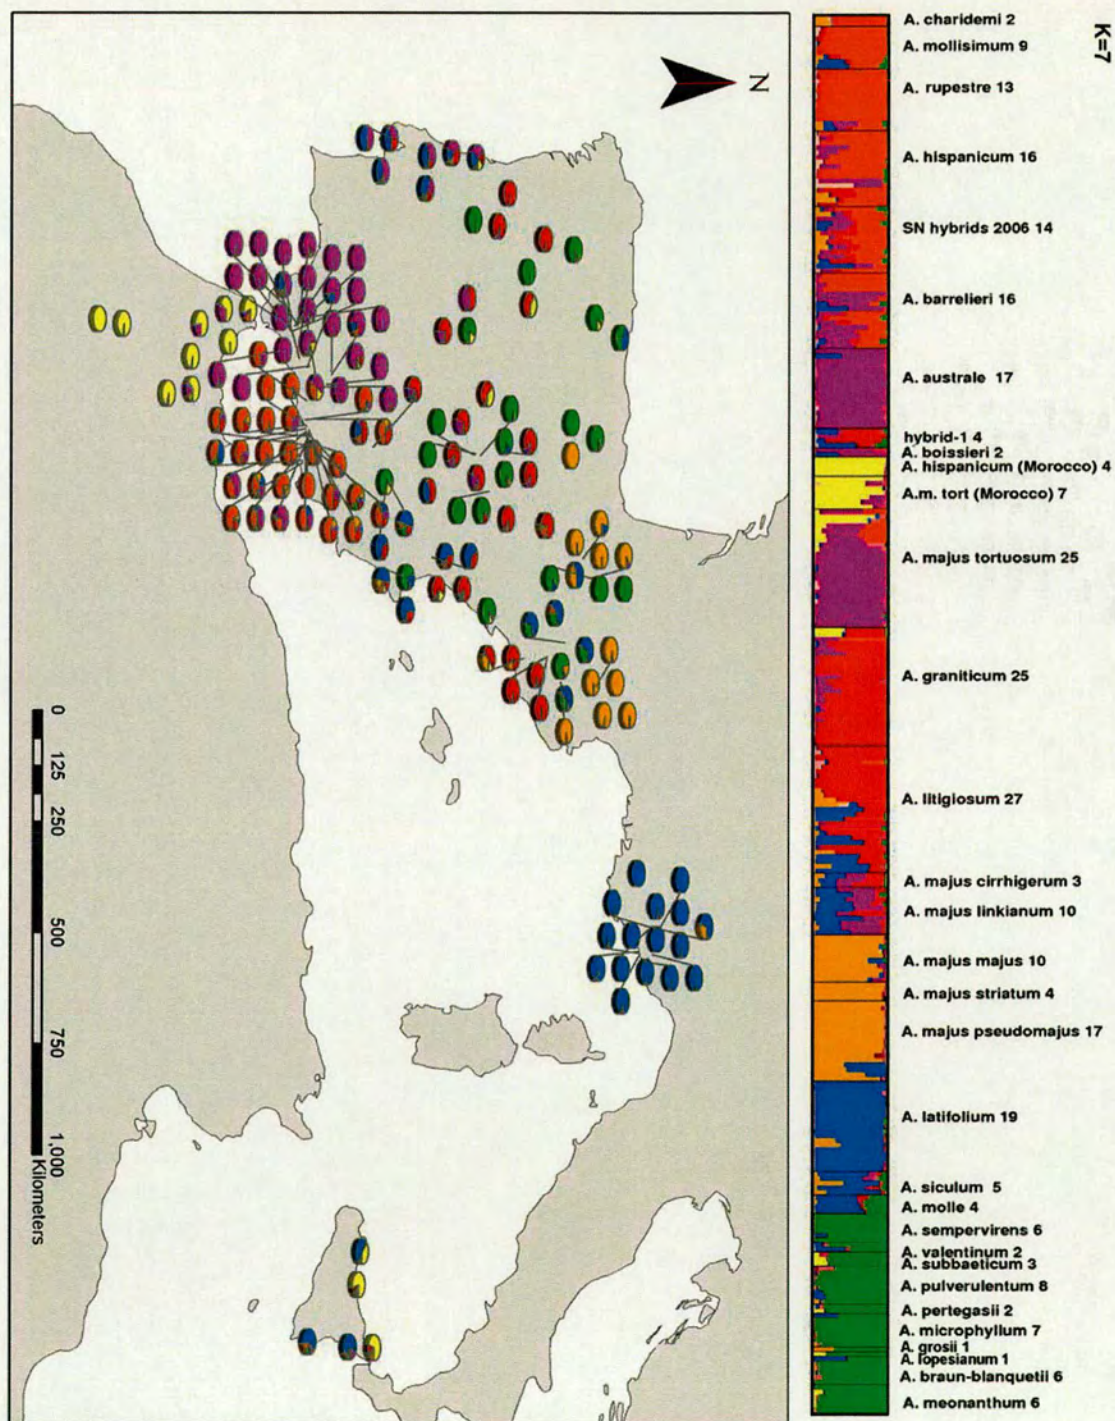 K=7
A. charidemi 2
A. mollisimum 9
A. rupestre 13
A. hispanicum 16
SN hybrids 2006 14
A. barrelieri 16
A. australe 17
hybrid-1 4
A. boissieri 2
A. hispanicum (Morocco) 4
A.m. tort (Morocco) 7
A. majus tortuosum 25
A. graniticum 25
A. litigiosum 27
A. majus cirrhigerum 3
A. majus linkianum 10
A. majus majus 10
A. majus striatum 4
A. majus pseudomajus 17
A. latifolium 19
A. siculum 5
A. molle 4
A. sempervirens 6
A. valentinum 2
A. subbaeticum 3
A. pulverulentum 8
A. pertegasii 2
A. microphyllum 7
A. grosii 1
A. lopesianum 1
A. braun-blanquetii 6
A. meonanthum 6
N
0 125 250 500 750 1,000
Kilometers